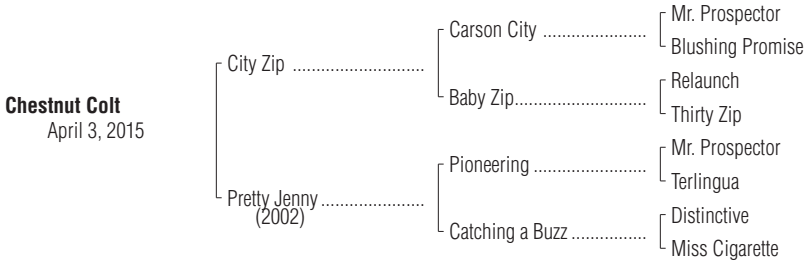 Mr. Prospector
Carson City ......................
Blushing Promise
City Zip ............................
Relaunch
Baby Zip............................
Thirty Zip
Chestnut Colt
April 3, 2015
Mr. Prospector
Pioneering ........................
Terlingua
Pretty Jenny ......................
(2002)
Distinctive
Catching a Buzz ................
Miss Cigarette